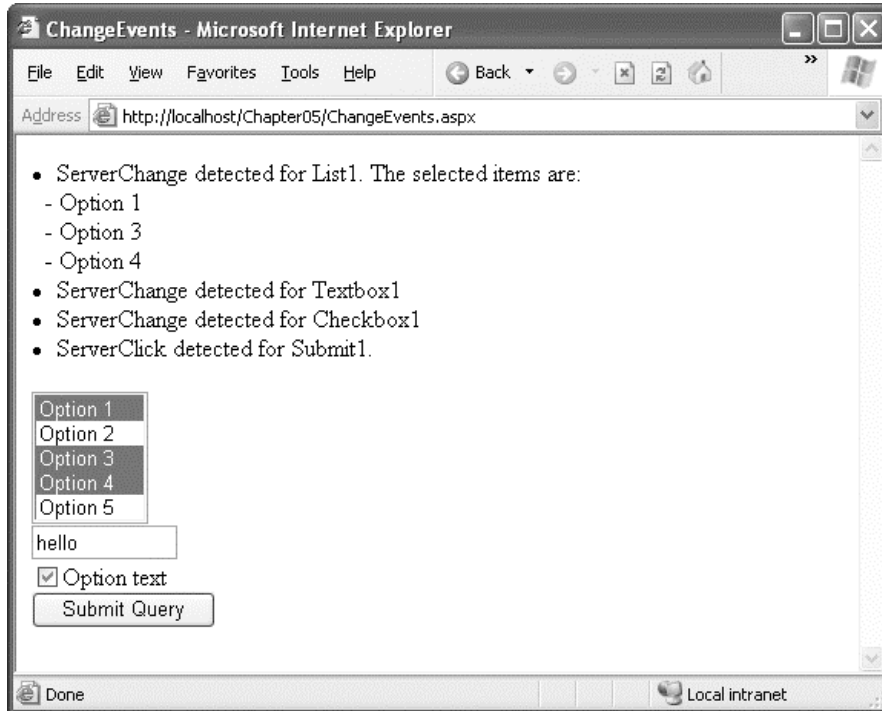 ChangeEvents - Microsoft Internet Explorer
File Edit View Favorites Tools Help Back »
Address http://localhost/Chapter05/ChangeEvents.aspx
• ServerChange detected for List1. The selected items are:
- Option 1
- Option 3
- Option 4
• ServerChange detected for Textbox1
• ServerChange detected for Checkbox1
• ServerClick detected for Submit1.
Option 1
Option 2
Option 3
Option 4
Option 5
hello
Option text
Submit Query
Done Local intranet